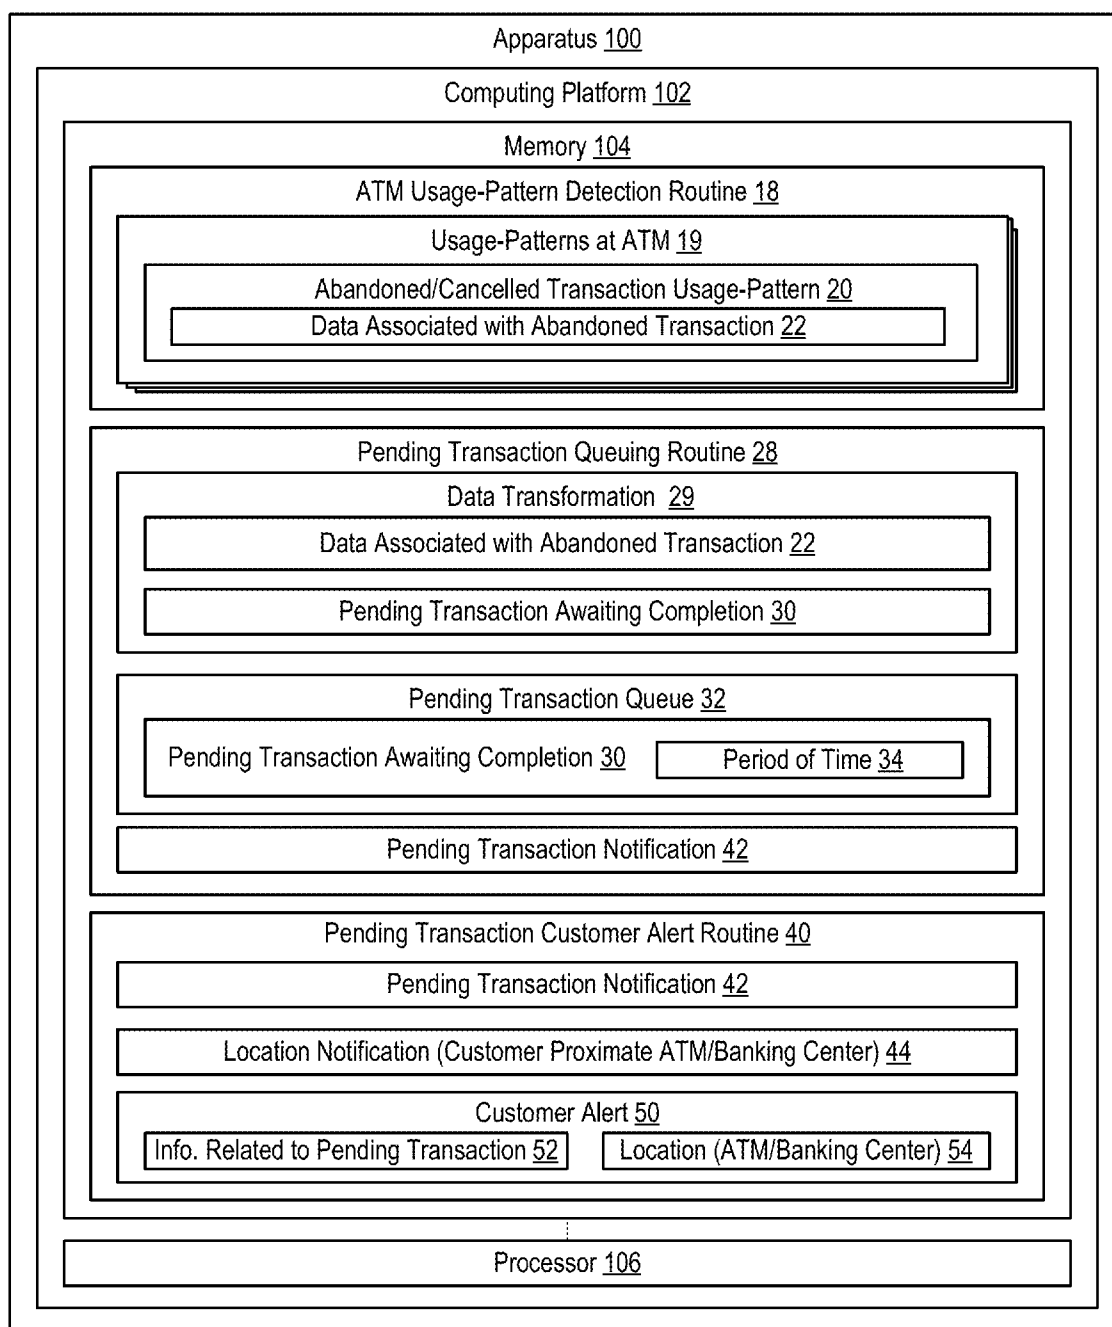 Apparatus 100
Computing Platform 102
Memory 104
ATM Usage-Pattern Detection Routine 18
Usage-Patterns at ATM 19
Abandoned/Cancelled Transaction Usage-Pattern 20
Data Associated with Abandoned Transaction 22
Pending Transaction Queuing Routine 28
Data Transformation 29
Data Associated with Abandoned Transaction 22
Pending Transaction Awaiting Completion 30
Pending Transaction Queue 32
Pending Transaction Awaiting Completion 30
Period of Time 34
Pending Transaction Notification 42
Pending Transaction Customer Alert Routine 40
Pending Transaction Notification 42
Location Notification (Customer Proximate ATM/Banking Center) 44
Customer Alert 50
Info. Related to Pending Transaction 52
Location (ATM/Banking Center) 54
Processor 106